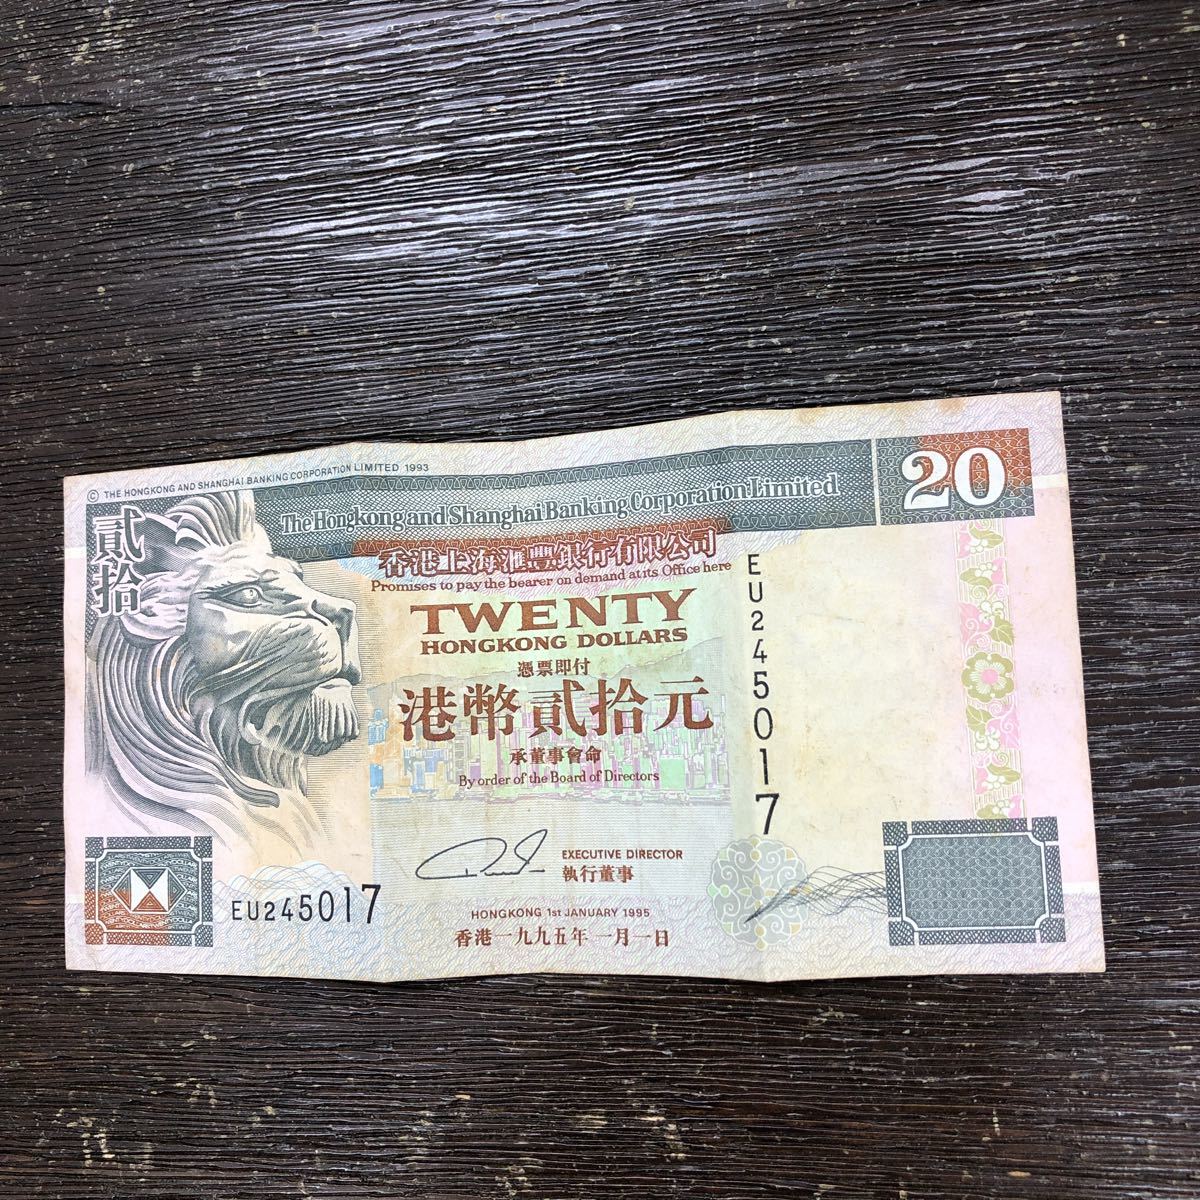 © THE HONGKONG AND SHANGHAI BANKING CORPORATION LIMITED 1993
The Hongkong and Shanghai Banking Corporation Limited
20
貳拾
香港上海滙豐銀行有限公司
Promises to pay the bearer on demand at its Office here
TWENTY
HONGKONG DOLLARS
憑票即付
港幣貳拾元
承董事會命
By order of the Board of Directors
EU245017
EXECUTIVE DIRECTOR
執行董事
EU245017
HONGKONG 1st JANUARY 1995
香港一九九五年一月一日